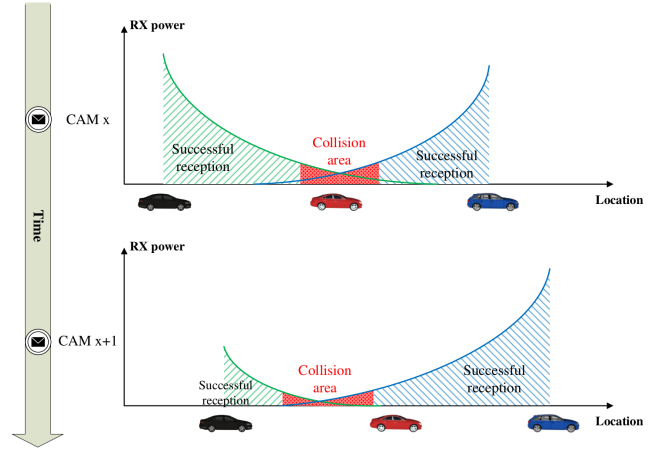 RX power
CAM x
Successful
reception
Collision
area
Successful
reception
Location
Time
RX power
CAM x+1
Successful
reception
Collision
area
Successful
reception
Location